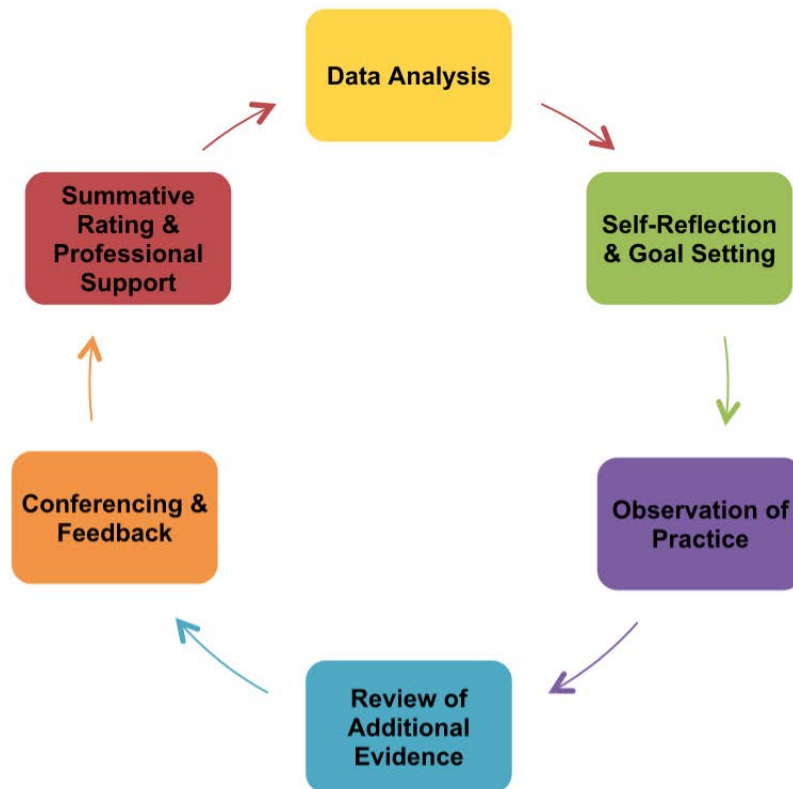 Data Analysis
Self-Reflection
& Goal Setting
Observation of
Practice
Review of
Additional
Evidence
Conferencing &
Feedback
Summative
Rating &
Professional
Support